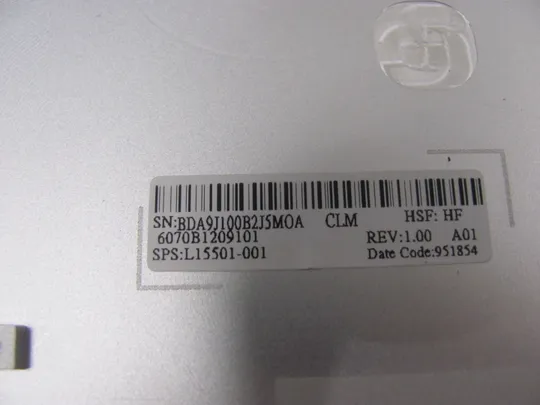 SN:BDA9J100B2J5MOA CLM HSF: HF
6070B1209101 REV:1.00 A01
SPS:L15501-001 Date Code:951854